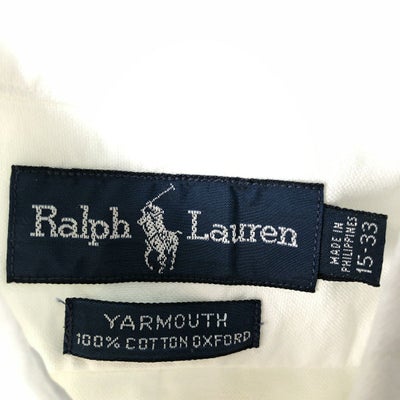 Ralph Lauren
MADE IN
PHILIPPINES
15-33
YARMOUTH
100% COTTON OXFORD